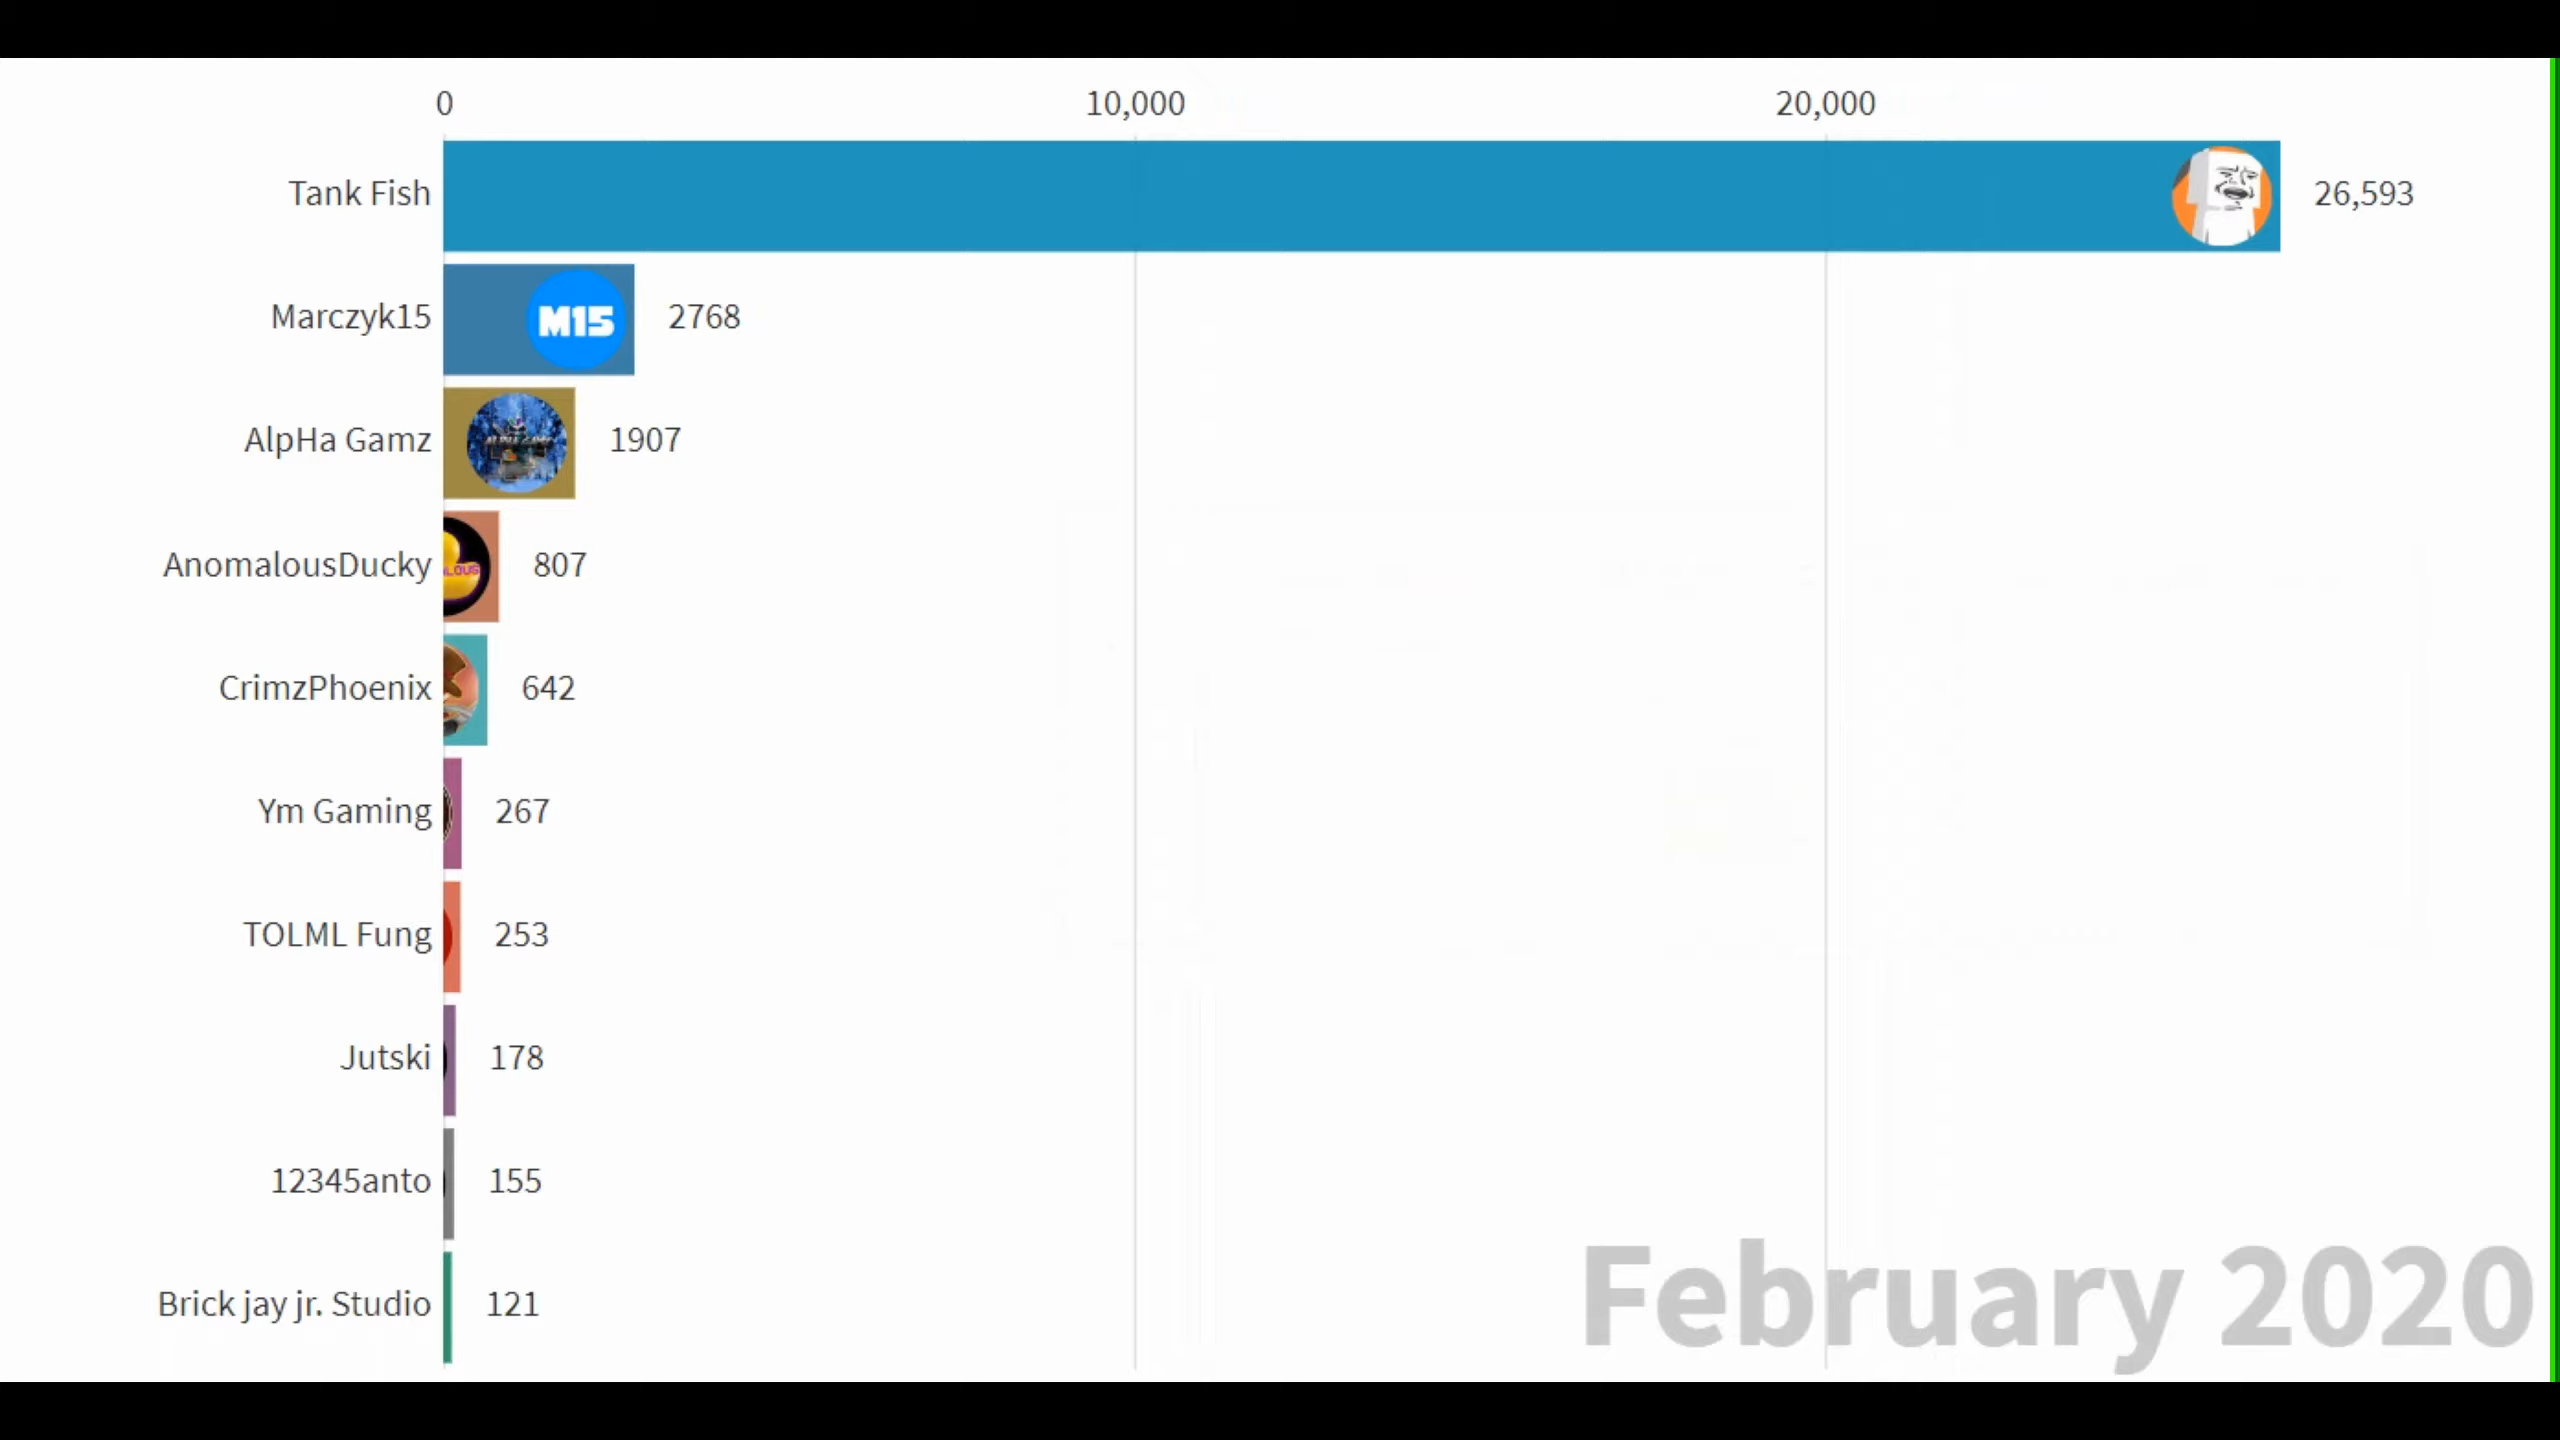 0 10,000 20,000
Tank Fish 26,593
Marczyk15 M15 2768
AlpHa Gamz 1907
AnomalousDucky 807
CrimzPhoenix 642
Ym Gaming 267
TOLML Fung 253
Jutski 178
12345anto 155
Brick jay jr. Studio 121
February 2020